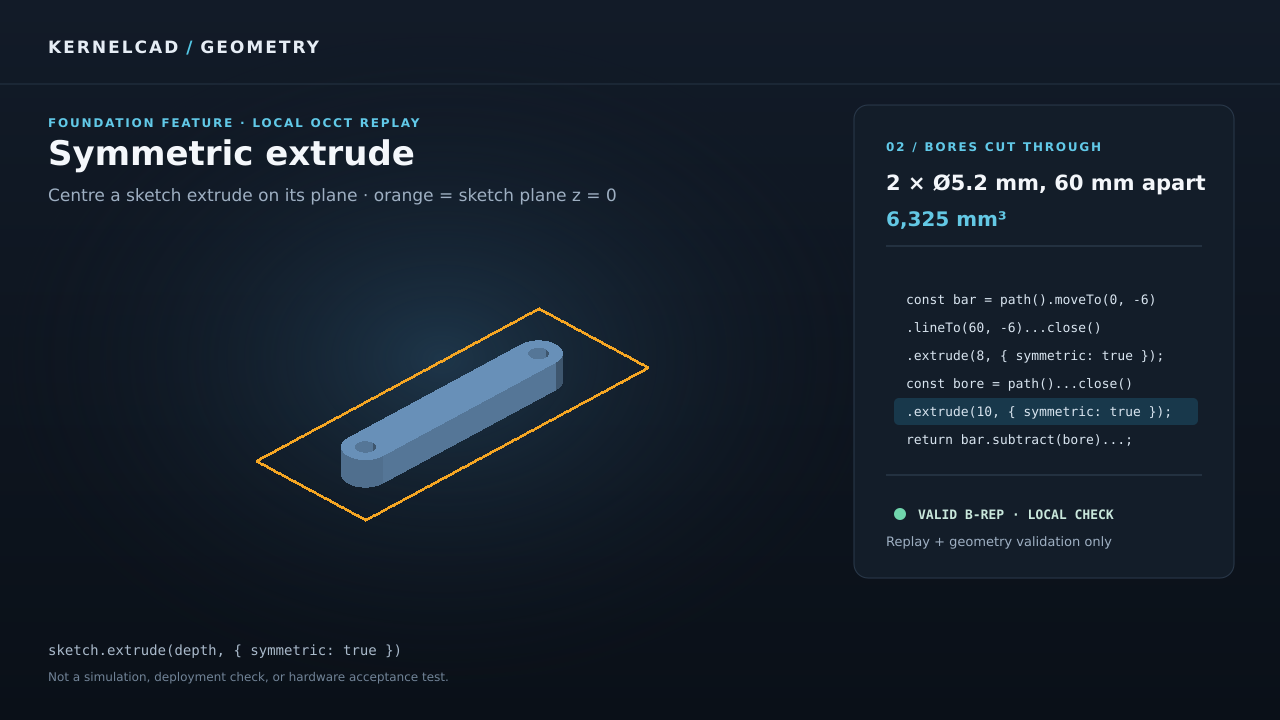 KERNELCAD / GEOMETRY
FOUNDATION FEATURE · LOCAL OCCT REPLAY
Symmetric extrude
Centre a sketch extrude on its plane · orange = sketch plane z = 0
02 / BORES CUT THROUGH
2 × Ø5.2 mm, 60 mm apart
6,325 mm³
const bar = path().moveTo(0, -6)
.lineTo(60, -6)...close()
.extrude(8, { symmetric: true });
const bore = path()...close()
.extrude(10, { symmetric: true });
return bar.subtract(bore)...;
VALID B-REP · LOCAL CHECK
Replay + geometry validation only
sketch.extrude(depth, { symmetric: true })
Not a simulation, deployment check, or hardware acceptance test.